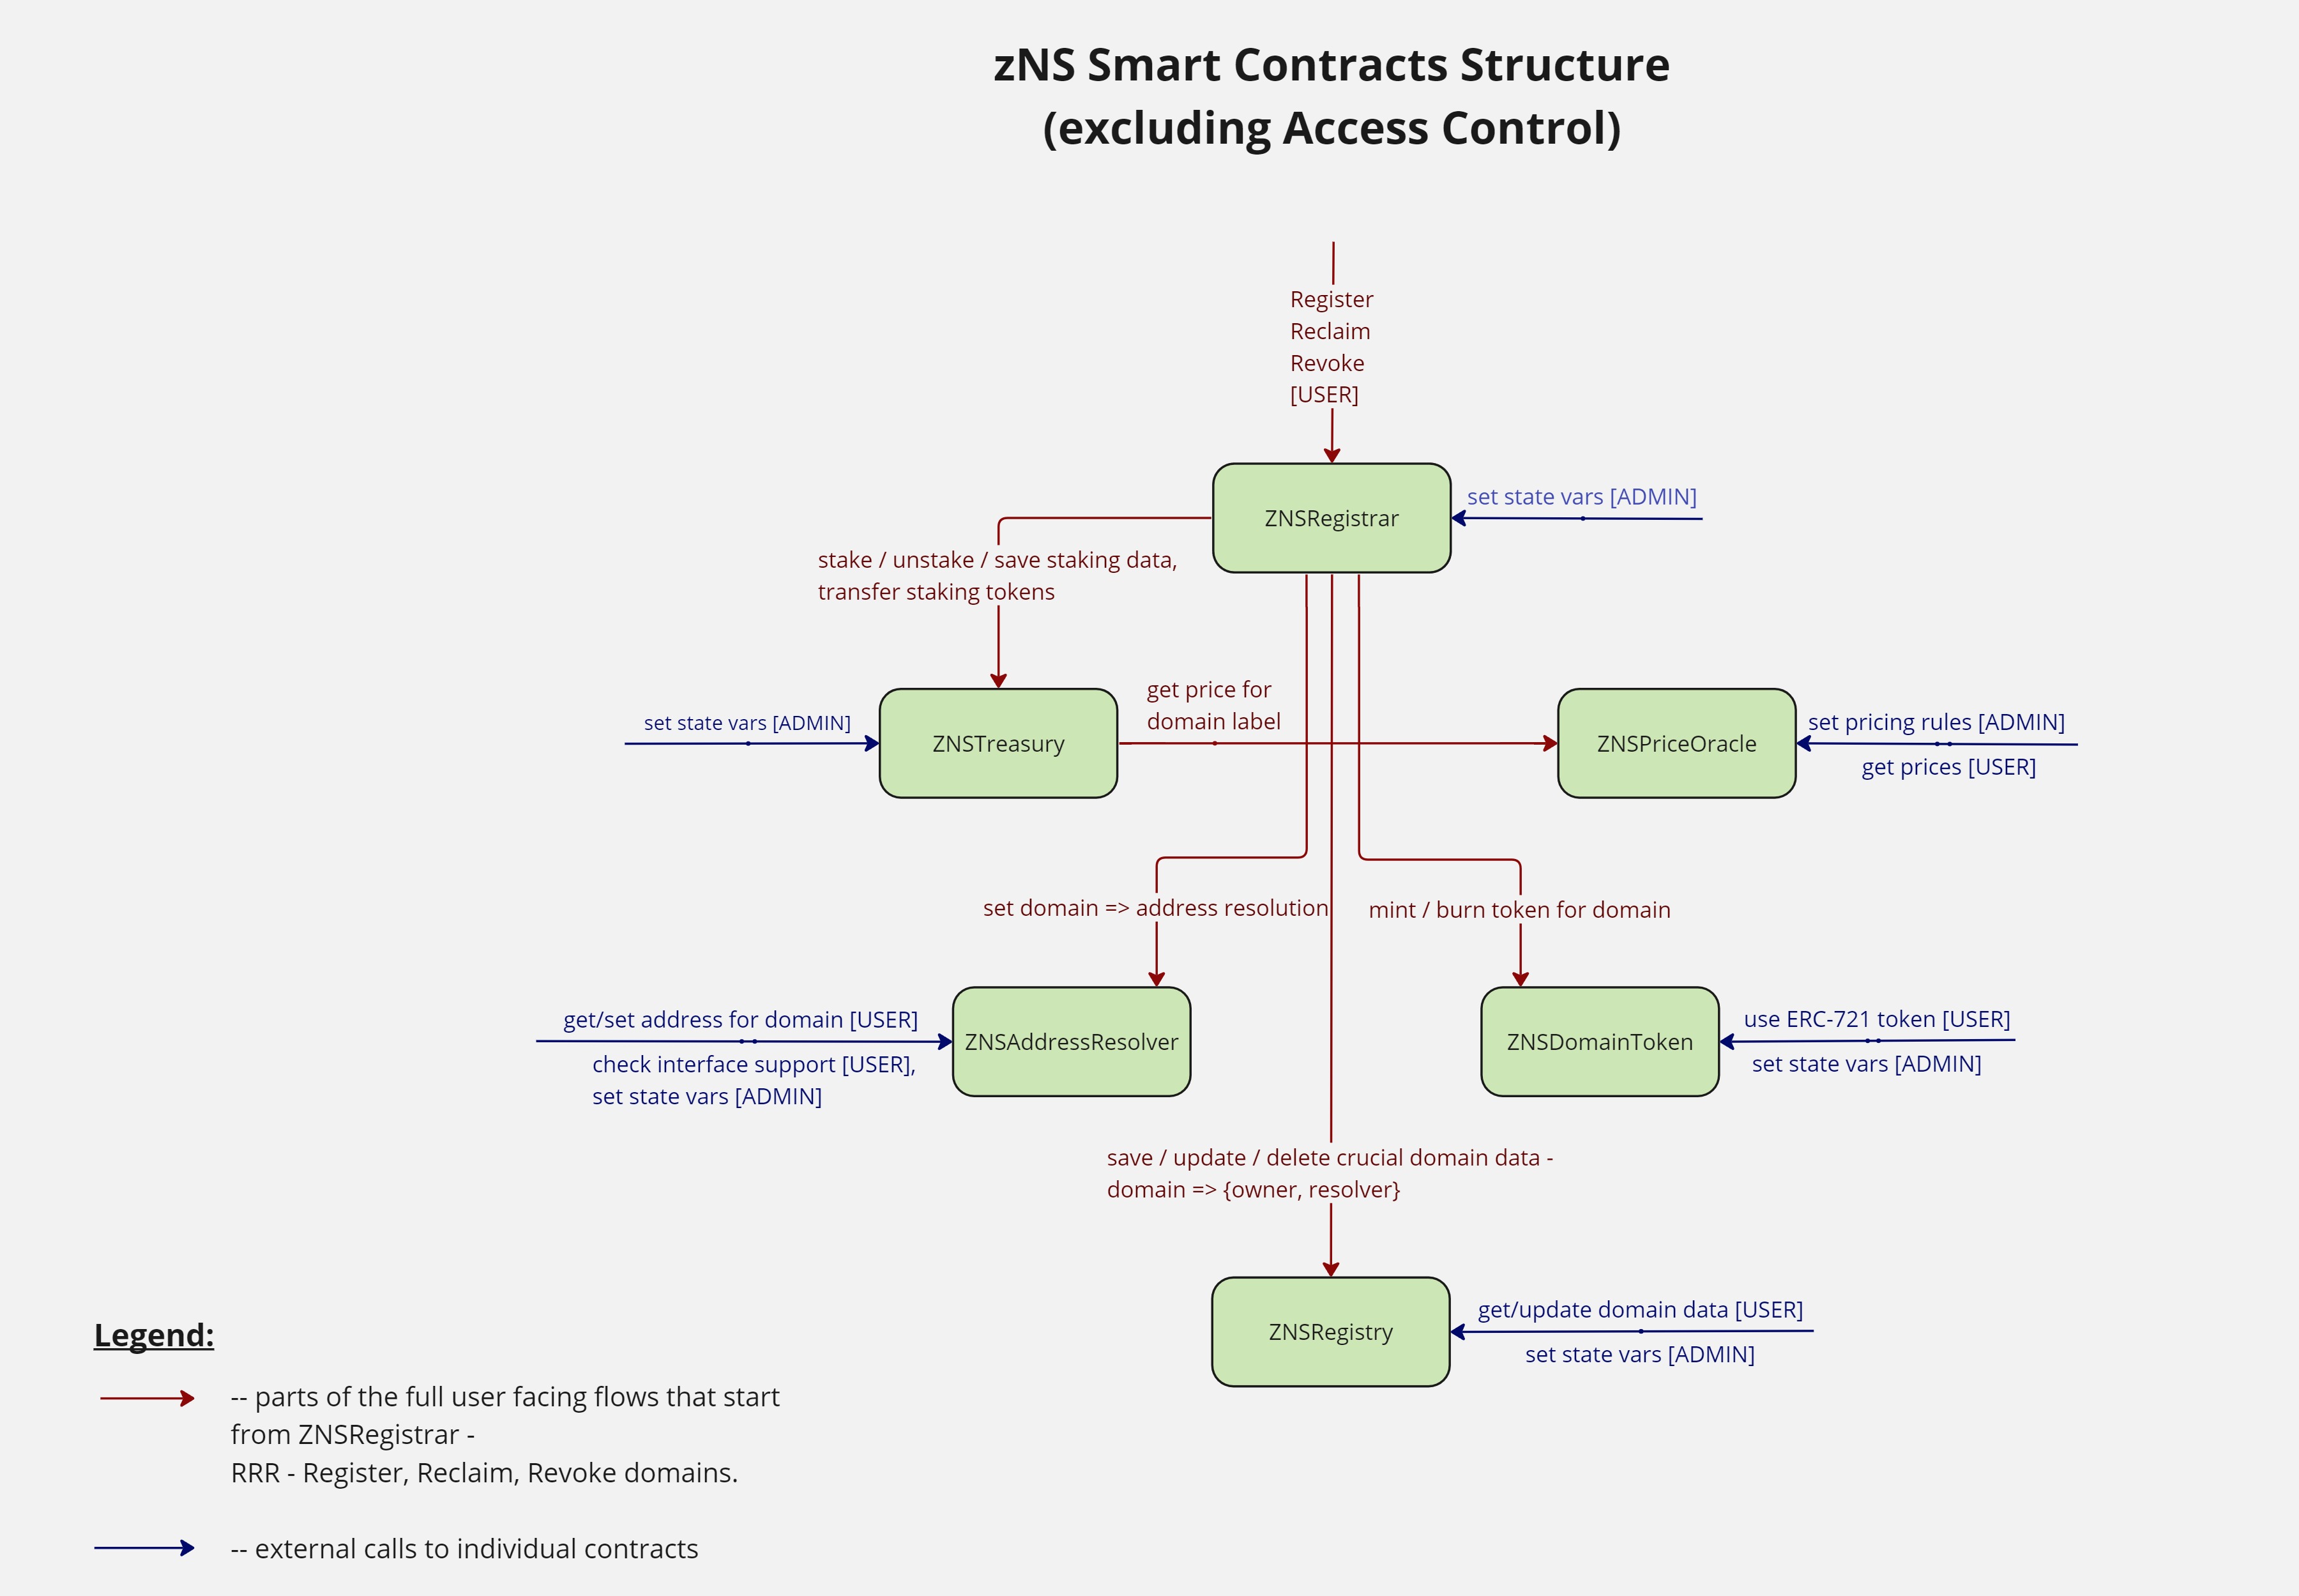 zNS Smart Contracts Structure
(excluding Access Control)
Register
Reclaim
Revoke
[USER]
ZNSRegistrar
set state vars [ADMIN]
stake / unstake / save staking data,
transfer staking tokens
get price for
domain label
set state vars [ADMIN]
ZNSTreasury
ZNSPriceOracle
set pricing rules [ADMIN]
get prices [USER]
set domain => address resolution
mint / burn token for domain
get/set address for domain [USER]
check interface support [USER],
set state vars [ADMIN]
ZNSAddressResolver
ZNSDomainToken
use ERC-721 token [USER]
set state vars [ADMIN]
save / update / delete crucial domain data -
domain => {owner, resolver}
ZNSRegistry
get/update domain data [USER]
set state vars [ADMIN]
Legend:
-- parts of the full user facing flows that start
from ZNSRegistrar -
RRR - Register, Reclaim, Revoke domains.
-- external calls to individual contracts